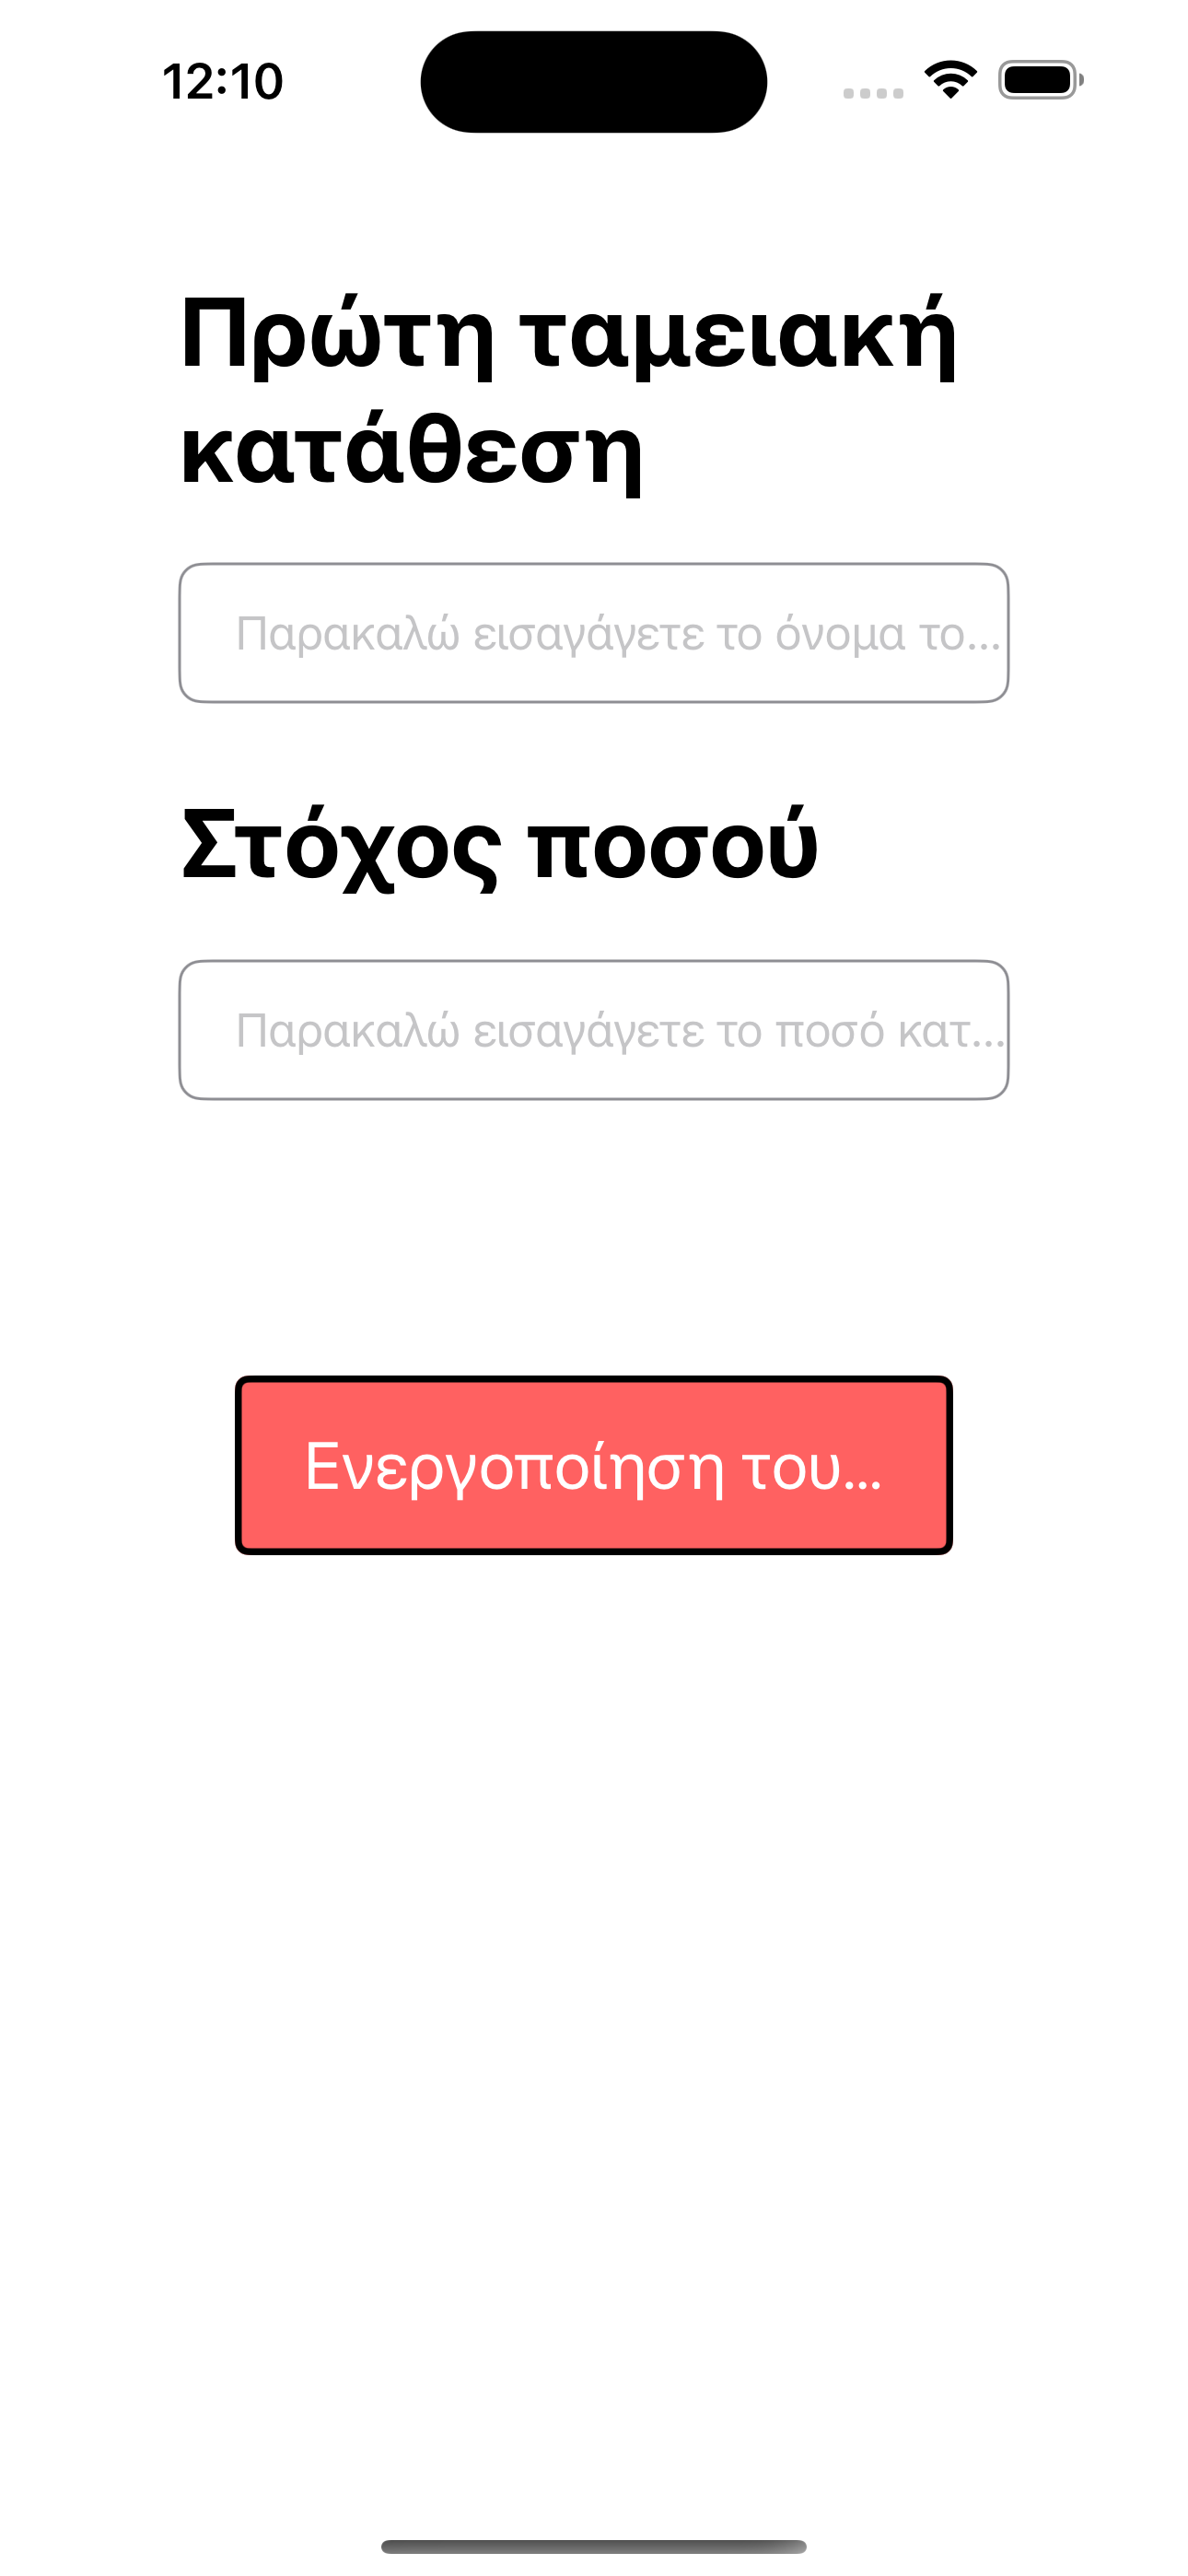 12:10
Πρώτη ταμειακή
κατάθεση
Παρακαλώ εισαγάγετε το όνομα το...
Στόχος ποσού
Παρακαλώ εισαγάγετε το ποσό κατ...
Ενεργοποίηση του...